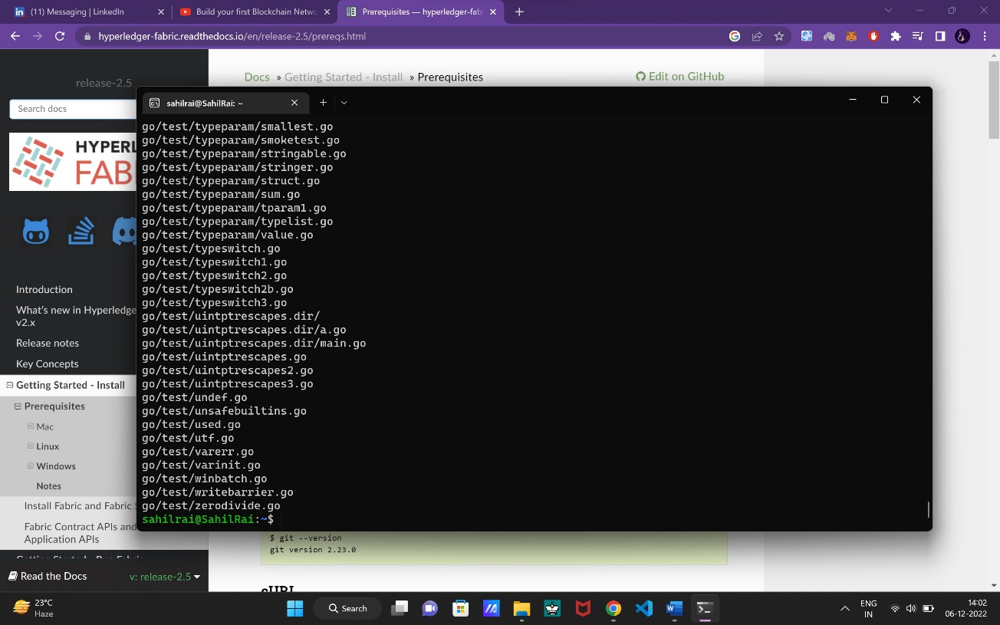 (11) Messaging | LinkedIn
Build your first Blockchain Netwo
Prerequisites — hyperledger-fab
hyperledger-fabric.readthedocs.io/en/release-2.5/prereqs.html
release-2.5
Search docs
HYPERL
FAB
Introduction
What's new in Hyperledge
v2.x
Release notes
Key Concepts
Getting Started - Install
Prerequisites
Mac
Linux
Windows
Notes
Install Fabric and Fabric
Fabric Contract APIs and
Application APIs
Getting Started - Run Fabric
Read the Docs
v: release-2.5
Docs » Getting Started - Install » Prerequisites
Edit on GitHub
sahilrai@SahilRai: ~
go/test/typeparam/smallest.go
go/test/typeparam/smoketest.go
go/test/typeparam/stringable.go
go/test/typeparam/stringer.go
go/test/typeparam/struct.go
go/test/typeparam/sum.go
go/test/typeparam/tparam1.go
go/test/typeparam/typelist.go
go/test/typeparam/value.go
go/test/typeswitch.go
go/test/typeswitch1.go
go/test/typeswitch2.go
go/test/typeswitch2b.go
go/test/typeswitch3.go
go/test/uintptrescapes.dir/
go/test/uintptrescapes.dir/a.go
go/test/uintptrescapes.dir/main.go
go/test/uintptrescapes.go
go/test/uintptrescapes2.go
go/test/uintptrescapes3.go
go/test/undef.go
go/test/unsafebuiltins.go
go/test/used.go
go/test/utf.go
go/test/varerr.go
go/test/varinit.go
go/test/winbatch.go
go/test/writebarrier.go
go/test/zerodivide.go
sahilrai@SahilRai:~$
$ git --version
git version 2.23.0
cURL
23°C
Haze
Search
ENG
IN
14:02
06-12-2022